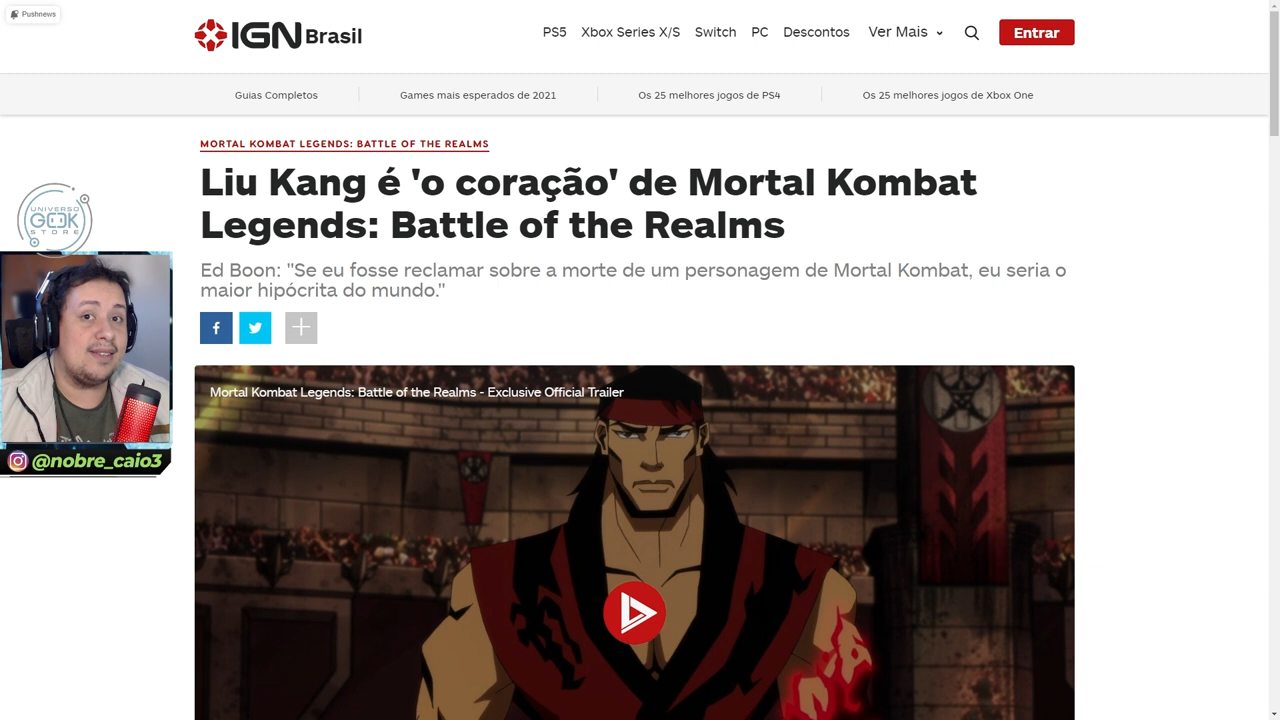 Pushnews
IGN Brasil
PS5 Xbox Series X/S Switch PC Descontos Ver Mais Entrar
Guias Completos Games mais esperados de 2021 Os 25 melhores jogos de PS4 Os 25 melhores jogos de Xbox One
MORTAL KOMBAT LEGENDS: BATTLE OF THE REALMS
Liu Kang é 'o coração' de Mortal Kombat
Legends: Battle of the Realms
Ed Boon: "Se eu fosse reclamar sobre a morte de um personagem de Mortal Kombat, eu seria o
maior hipócrita do mundo."
UNIVERSO
GEEK
STORE
@nobre_caio3
Mortal Kombat Legends: Battle of the Realms - Exclusive Official Trailer